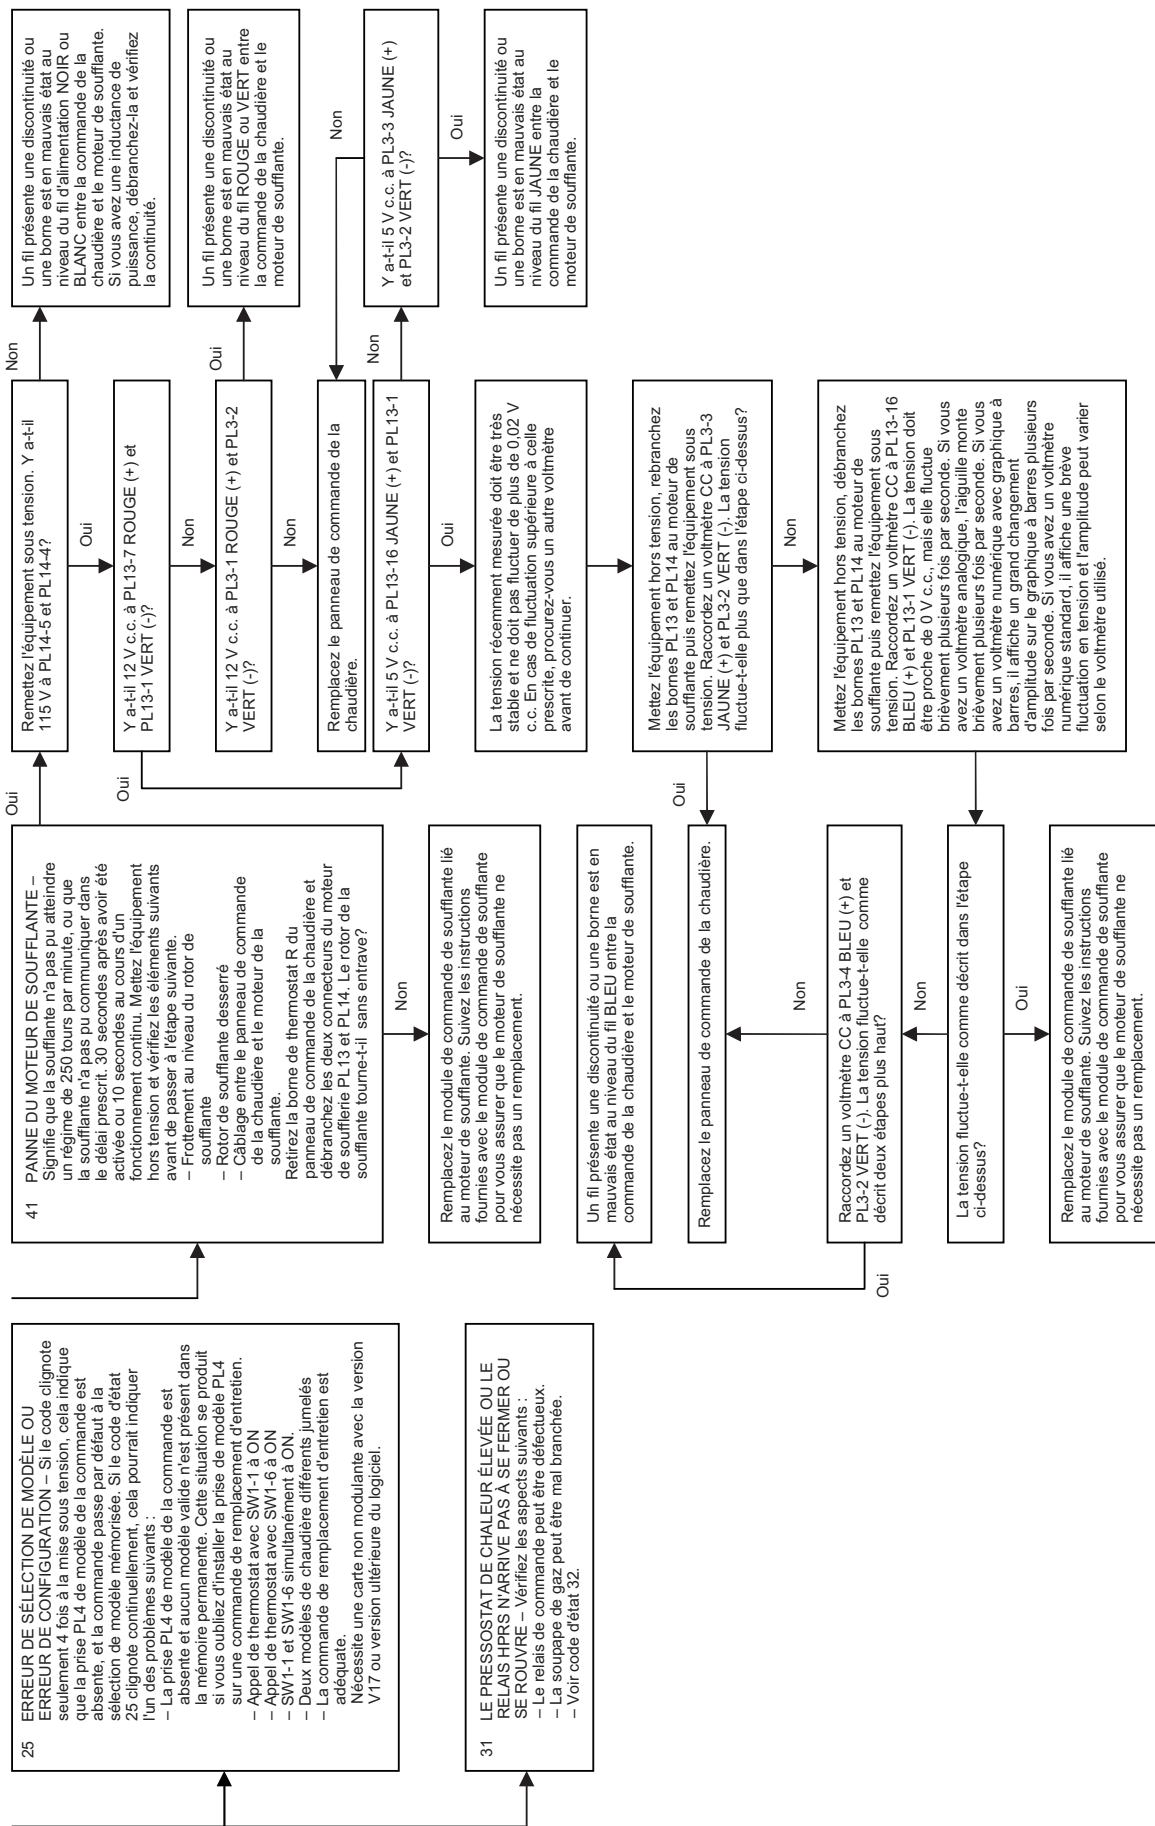 25 ERREUR DE SÉLECTION DE MODÈLE OU
ERREUR DE CONFIGURATION – Si le code clignote
seulement 4 fois à la mise sous tension, cela indique
que la prise PL4 de modèle de la commande est
absente, et la commande passe par défaut à la
sélection de modèle mémorisée. Si le code d'état
25 clignote continuellement, cela pourrait indiquer
l'un des problèmes suivants :
– La prise PL4 de modèle de la commande est
absente et aucun modèle valide n'est présent dans
la mémoire permanente. Cette situation se produit
si vous oubliez d'installer la prise de modèle PL4
sur une commande de remplacement d'entretien.
– Appel de thermostat avec SW1-1 à ON
– Appel de thermostat avec SW1-6 à ON
– SW1-1 et SW1-6 simultanément à ON.
– Deux modèles de chaudière différents jumelés
– La commande de remplacement d'entretien est
adéquate.
Nécessite une carte non modulante avec la version
V17 ou version ultérieure du logiciel.
31 LE PRESSOSTAT DE CHALEUR ÉLEVÉE OU LE
RELAIS HPRS N'ARRIVE PAS À SE FERMER OU
SE ROUVRE – Vérifiez les aspects suivants :
– Le relais de commande peut être défectueux.
– La soupape de gaz peut être mal branchée.
– Voir code d'état 32.
41 PANNE DU MOTEUR DE SOUFFLANTE –
Signifie que la soufflante n'a pas pu atteindre
un régime de 250 tours par minute, ou que
la soufflante n'a pas pu communiquer dans
le délai prescrit. 30 secondes après avoir été
activée ou 10 secondes au cours d'un
fonctionnement continu. Mettez l'équipement
hors tension et vérifiez les éléments suivants
avant de passer à l'étape suivante.
– Frottement au niveau du rotor de
soufflante
– Rotor de soufflante desserré
– Câblage entre le panneau de commande
de la chaudière et le moteur de la
soufflante.
Retirez la borne de thermostat R du
panneau de commande de la chaudière et
débranchez les deux connecteurs du moteur
de soufflerie PL13 et PL14. Le rotor de la
soufflante tourne-t-il sans entrave?
Non
Remplacez le module de commande de soufflante lié
au moteur de soufflante. Suivez les instructions
fournies avec le module de commande de soufflante
pour vous assurer que le moteur de soufflante ne
nécessite pas un remplacement.
Oui
Remettez l'équipement sous tension. Y a-t-il
115 V à PL14-5 et PL14-4?
Non
Un fil présente une discontinuité ou
une borne est en mauvais état au
niveau du fil d'alimentation NOIR ou
BLANC entre la commande de la
chaudière et le moteur de soufflante.
Si vous avez une inductance de
puissance, débranchez-la et vérifiez
la continuité.
Oui
Y a-t-il 12 V c.c. à PL13-7 ROUGE (+) et
PL13-1 VERT (-)?
Oui
Non
Y a-t-il 12 V c.c. à PL3-1 ROUGE (+) et PL3-2
VERT (-)?
Oui
Un fil présente une discontinuité ou
une borne est en mauvais état au
niveau du fil ROUGE ou VERT entre
la commande de la chaudière et le
moteur de soufflante.
Non
Remplacez le panneau de commande de la
chaudière.
Y a-t-il 5 V c.c. à PL13-16 JAUNE (+) et PL13-1
VERT (-)?
Non
Y a-t-il 5 V c.c. à PL3-3 JAUNE (+)
et PL3-2 VERT (-)?
Non
Oui
Un fil présente une discontinuité ou
une borne est en mauvais état au
niveau du fil JAUNE entre la
commande de la chaudière et le
moteur de soufflante.
Oui
La tension récemment mesurée doit être très
stable et ne doit pas fluctuer de plus de 0,02 V
c.c. En cas de fluctuation supérieure à celle
prescrite, procurez-vous un autre voltmètre
avant de continuer.
Mettez l'équipement hors tension, rebranchez
les bornes PL13 et PL14 au moteur de
soufflante puis remettez l'équipement sous
tension. Raccordez un voltmètre CC à PL3-3
JAUNE (+) et PL3-2 VERT (-). La tension
fluctue-t-elle plus que dans l'étape ci-dessus?
Oui
Remplacez le panneau de commande de la chaudière.
Non
Mettez l'équipement hors tension, débranchez
les bornes PL13 et PL14 au moteur de
soufflante puis remettez l'équipement sous
tension. Raccordez un voltmètre CC à PL13-16
BLEU (+) et PL13-1 VERT (-). La tension doit
être proche de 0 V c.c., mais elle fluctue
brièvement plusieurs fois par seconde. Si vous
avez un voltmètre analogique, l'aiguille monte
brièvement plusieurs fois par seconde. Si vous
avez un voltmètre numérique avec graphique à
barres, il affiche un grand changement
d'amplitude sur le graphique à barres plusieurs
fois par seconde. Si vous avez un voltmètre
numérique standard, il affiche une brève
fluctuation en tension et l'amplitude peut varier
selon le voltmètre utilisé.
La tension fluctue-t-elle comme décrit dans l'étape
ci-dessus?
Non
Raccordez un voltmètre CC à PL3-4 BLEU (+) et
PL3-2 VERT (-). La tension fluctue-t-elle comme
décrit deux étapes plus haut?
Non
Oui
Un fil présente une discontinuité ou une borne est en
mauvais état au niveau du fil BLEU entre la
commande de la chaudière et le moteur de soufflante.
Oui
Remplacez le module de commande de soufflante lié
au moteur de soufflante. Suivez les instructions
fournies avec le module de commande de soufflante
pour vous assurer que le moteur de soufflante ne
nécessite pas un remplacement.